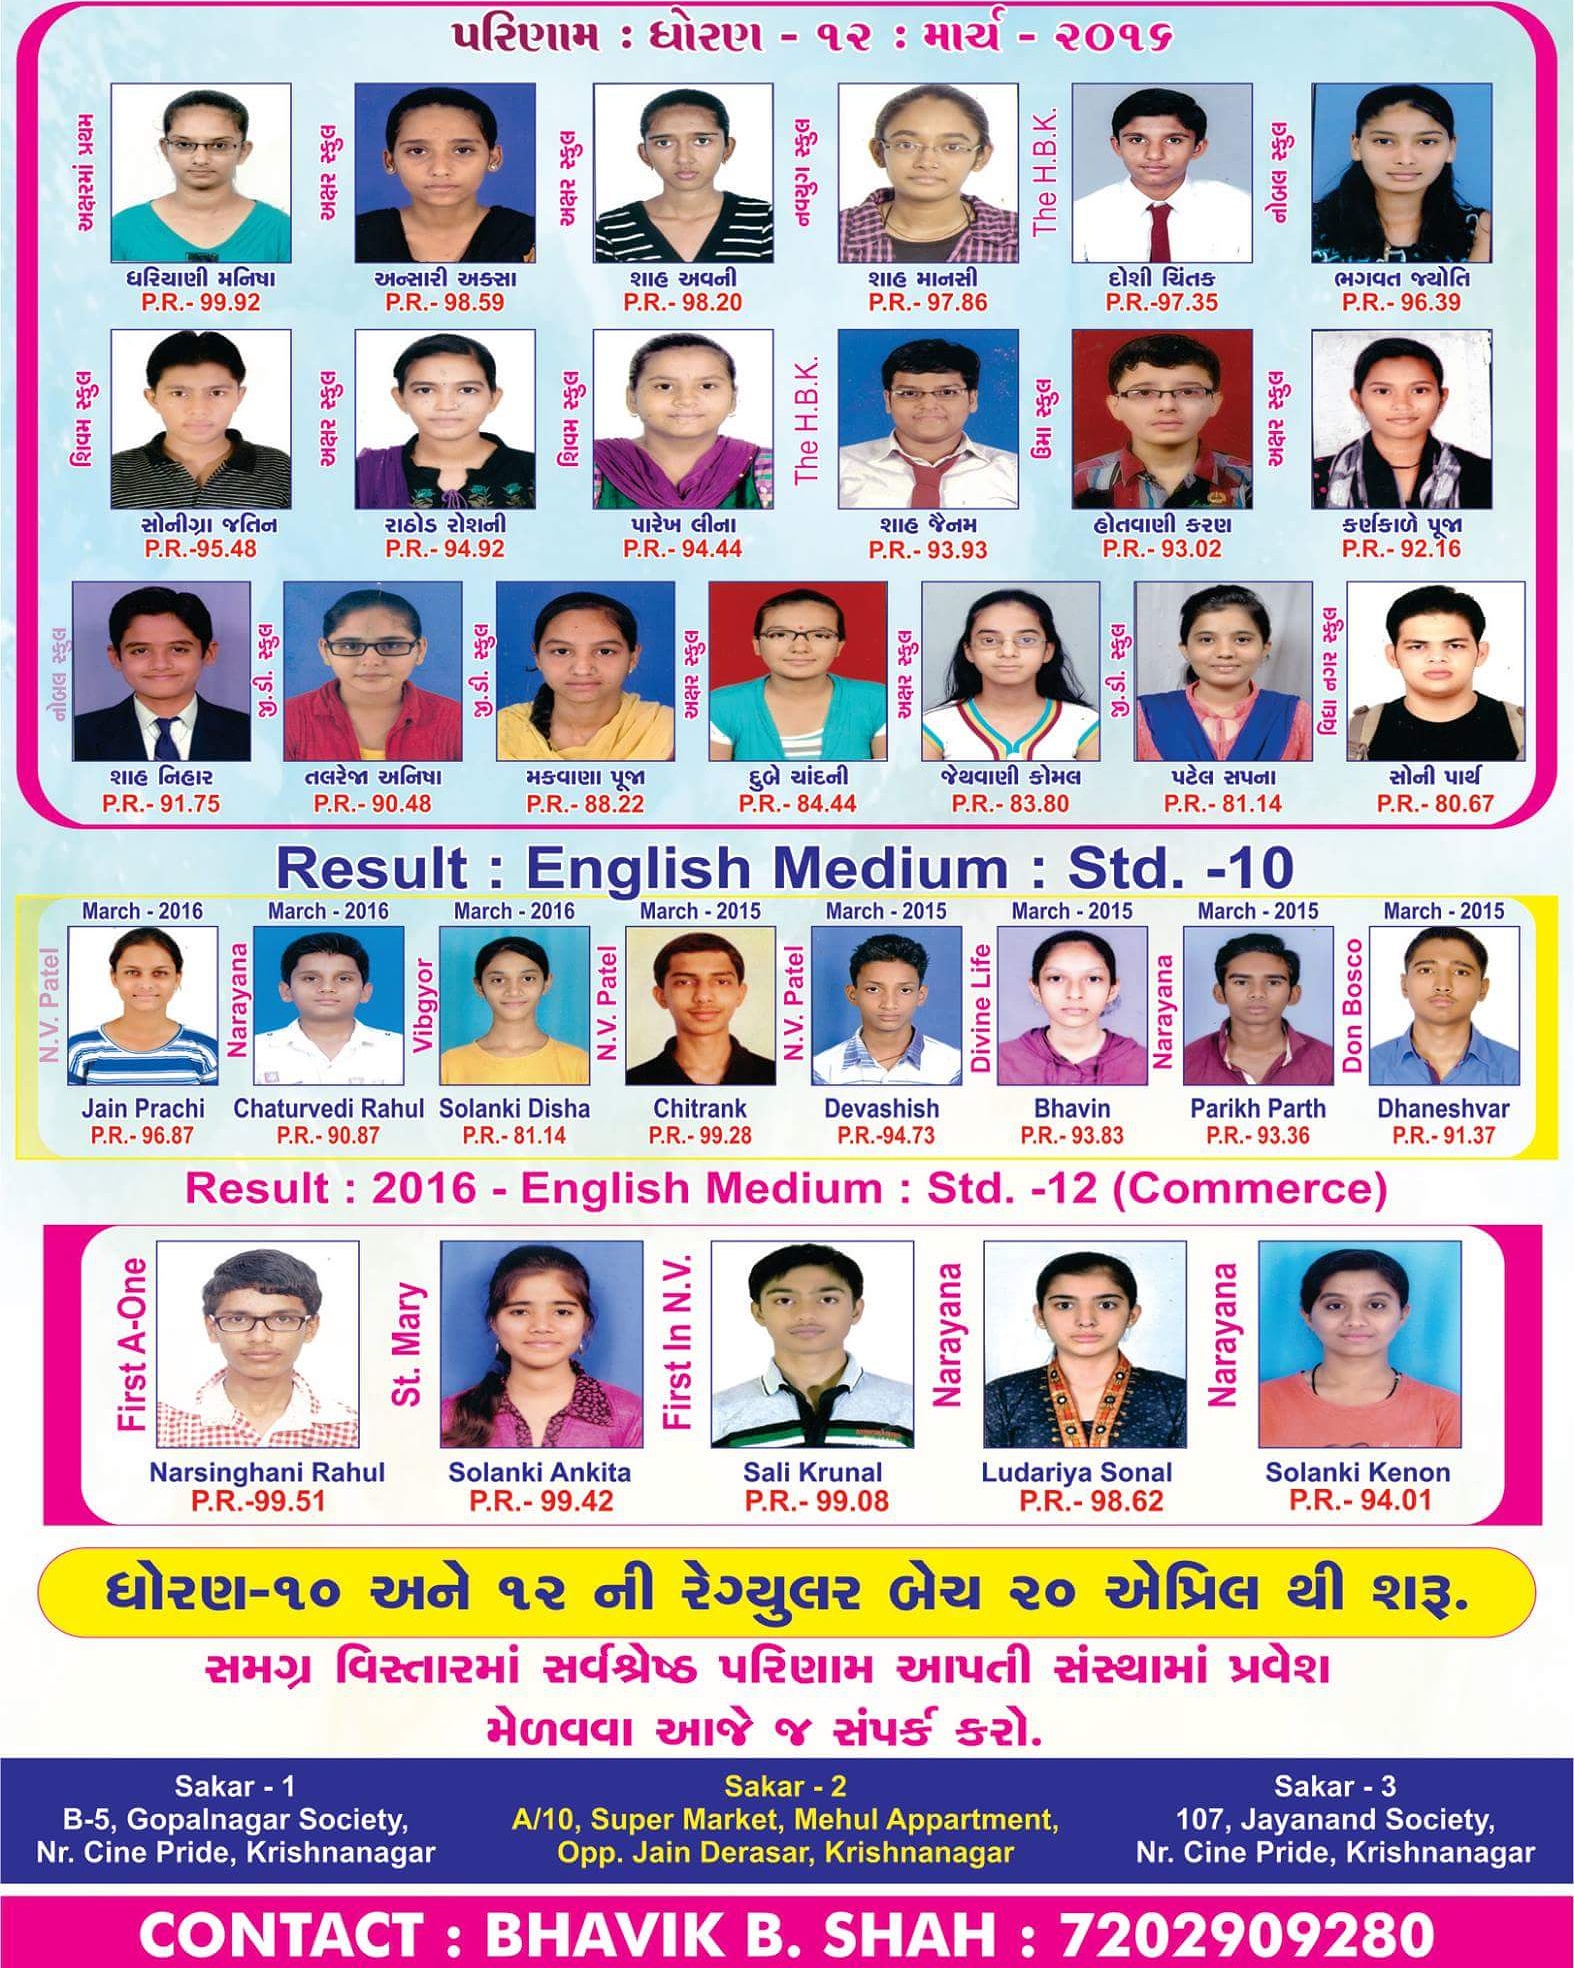 પરિણામ : ધોરણ - ૧૨ : માર્ચ - ૨૦૧૬
અક્ષરમાં પ્રથમ
અક્ષર સ્કુલ
અક્ષર સ્કુલ
નવયુગ સ્કુલ
The H.B.K.
નોબલ સ્કુલ
ધરિયાણી મનિષા
અન્સારી અક્સા
શાહ અવની
શાહ માનસી
દોશી ચિંતક
ભગવત જ્યોતિ
P.R.- 99.92
P.R.- 98.59
P.R.- 98.20
P.R.- 97.86
P.R.-97.35
P.R.- 96.39
શિવમ સ્કુલ
અક્ષર સ્કુલ
શિવમ સ્કુલ
The H.B.K.
ઉમા સ્કુલ
અક્ષર સ્કુલ
સોનીગ્રા જતિન
રાઠોડ રોશની
પારેખ લીના
શાહ જૈનમ
હોતવાણી કરણ
કર્ણકાળે પૂજા
P.R.-95.48
P.R.- 94.92
P.R.- 94.44
P.R.- 93.93
P.R.- 93.02
P.R.- 92.16
નોબલ સ્કુલ
જી.ડી. સ્કુલ
જી.ડી. સ્કુલ
અક્ષર સ્કુલ
અક્ષર સ્કુલ
જી.ડી. સ્કુલ
વિદ્યા નગર સ્કુલ
શાહ નિહાર
તલરેજા અનિષા
મકવાણા પૂજા
દુબે ચાંદની
જેથવાણી કોમલ
પટેલ સપના
સોની પાર્થ
P.R.- 91.75
P.R.- 90.48
P.R.- 88.22
P.R.- 84.44
P.R.- 83.80
P.R.- 81.14
P.R.- 80.67
Result : English Medium : Std. -10
March - 2016
March - 2016
March - 2016
March - 2015
March - 2015
March - 2015
March - 2015
March - 2015
N.V. Patel
Narayana
Vibgyor
N.V. Patel
N.V. Patel
Divine Life
Narayana
Don Bosco
Jain Prachi
Chaturvedi Rahul
Solanki Disha
Chitrank
Devashish
Bhavin
Parikh Parth
Dhaneshvar
P.R.- 96.87
P.R.- 90.87
P.R.- 81.14
P.R.- 99.28
P.R.-94.73
P.R.- 93.83
P.R.- 93.36
P.R.- 91.37
Result : 2016 - English Medium : Std. -12 (Commerce)
First A-One
St. Mary
First In N.V.
Narayana
Narayana
Narsinghani Rahul
Solanki Ankita
Sali Krunal
Ludariya Sonal
Solanki Kenon
P.R.-99.51
P.R.- 99.42
P.R.- 99.08
P.R.- 98.62
P.R.- 94.01
ધોરણ-૧૦ અને ૧૨ ની રેગ્યુલર બેચ ૨૦ એપ્રિલ થી શરૂ.
સમગ્ર વિસ્તારમાં સર્વશ્રેષ્ઠ પરિણામ આપતી સંસ્થામાં પ્રવેશ
મેળવવા આજે જ સંપર્ક કરો.
Sakar - 1
B-5, Gopalnagar Society,
Nr. Cine Pride, Krishnanagar
Sakar - 2
A/10, Super Market, Mehul Appartment,
Opp. Jain Derasar, Krishnanagar
Sakar - 3
107, Jayanand Society,
Nr. Cine Pride, Krishnanagar
CONTACT : BHAVIK B. SHAH : 7202909280